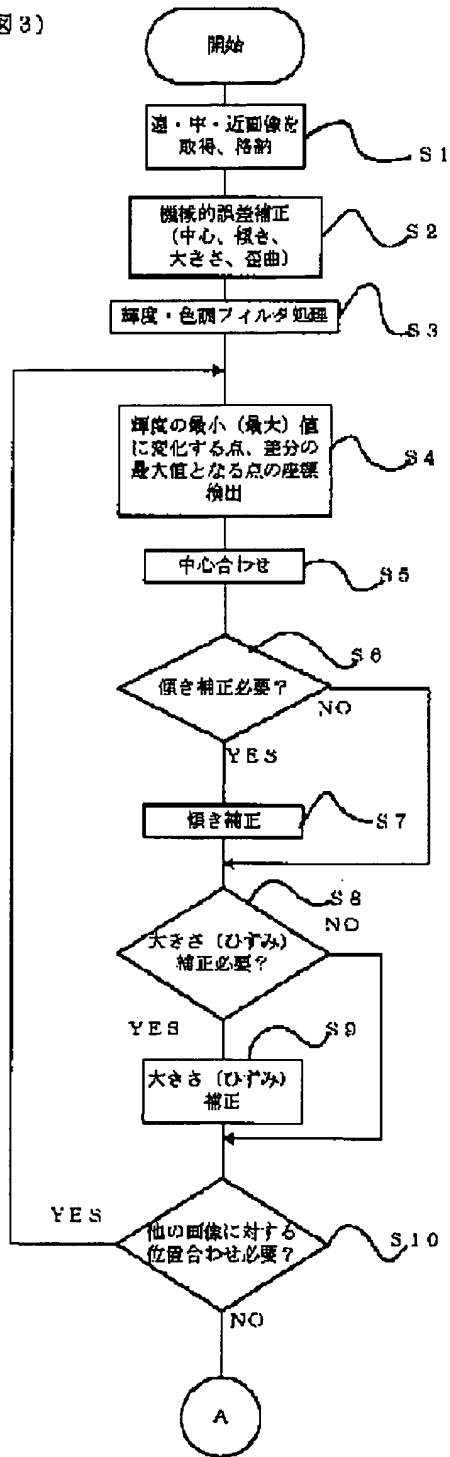 図3)
開始
遠・中・近画像を
取得、格納
S1
機械的誤差補正
(中心、傾き、
大きさ、歪曲)
S2
輝度・色調フィルタ処理
S3
輝度の最小(最大)値
に変化する点、差分の
最大値となる点の座標
検出
S4
中心合わせ
S5
S6
傾き補正必要?
NO
YES
傾き補正
S7
S8
NO
大きさ(ひずみ)
補正必要?
YES
S9
大きさ(ひずみ)
補正
YES
他の画像に対する
位置合わせ必要?
S10
NO
A